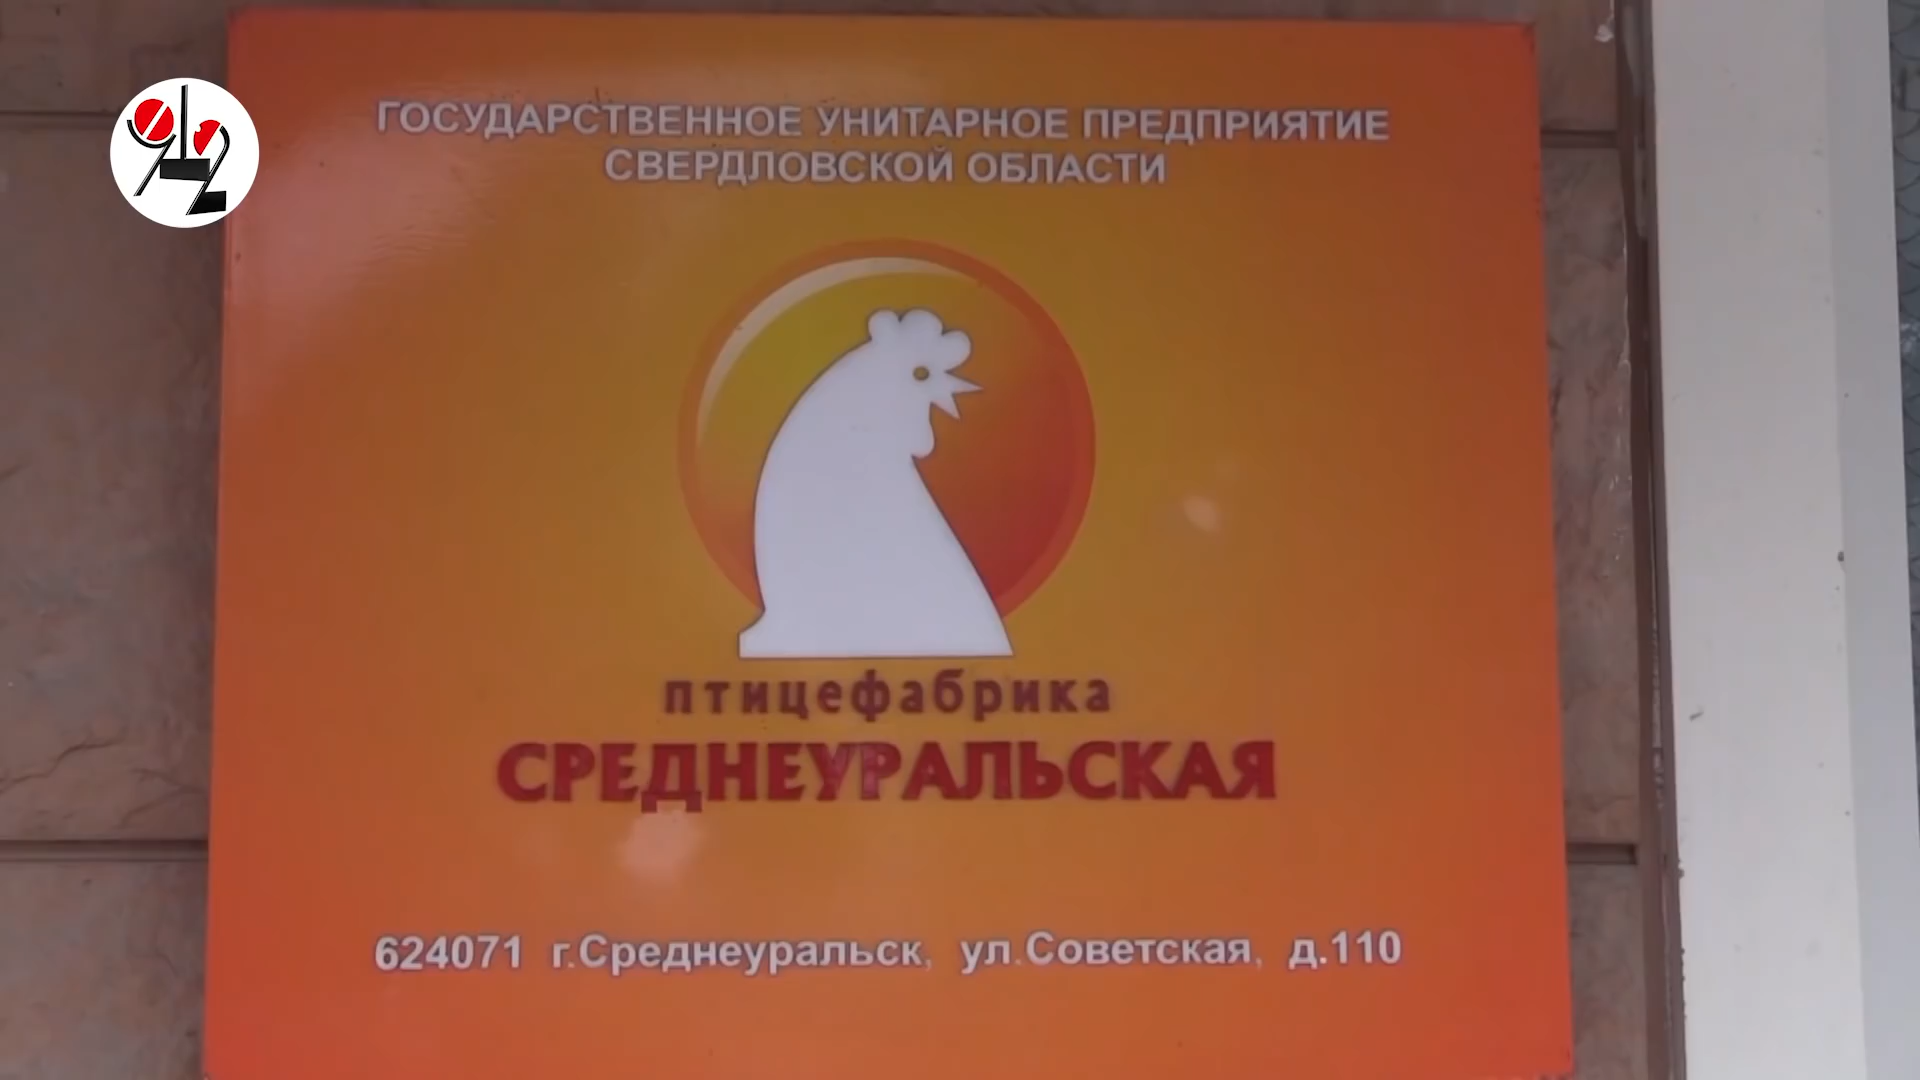 ГОСУДАРСТВЕННОЕ УНИТАРНОЕ ПРЕДПРИЯТИЕ
СВЕРДЛОВСКОЙ ОБЛАСТИ
птицефабрика
СРЕДНЕУРАЛЬСКАЯ
624071 г.Среднеуральск, ул.Советская, д.110